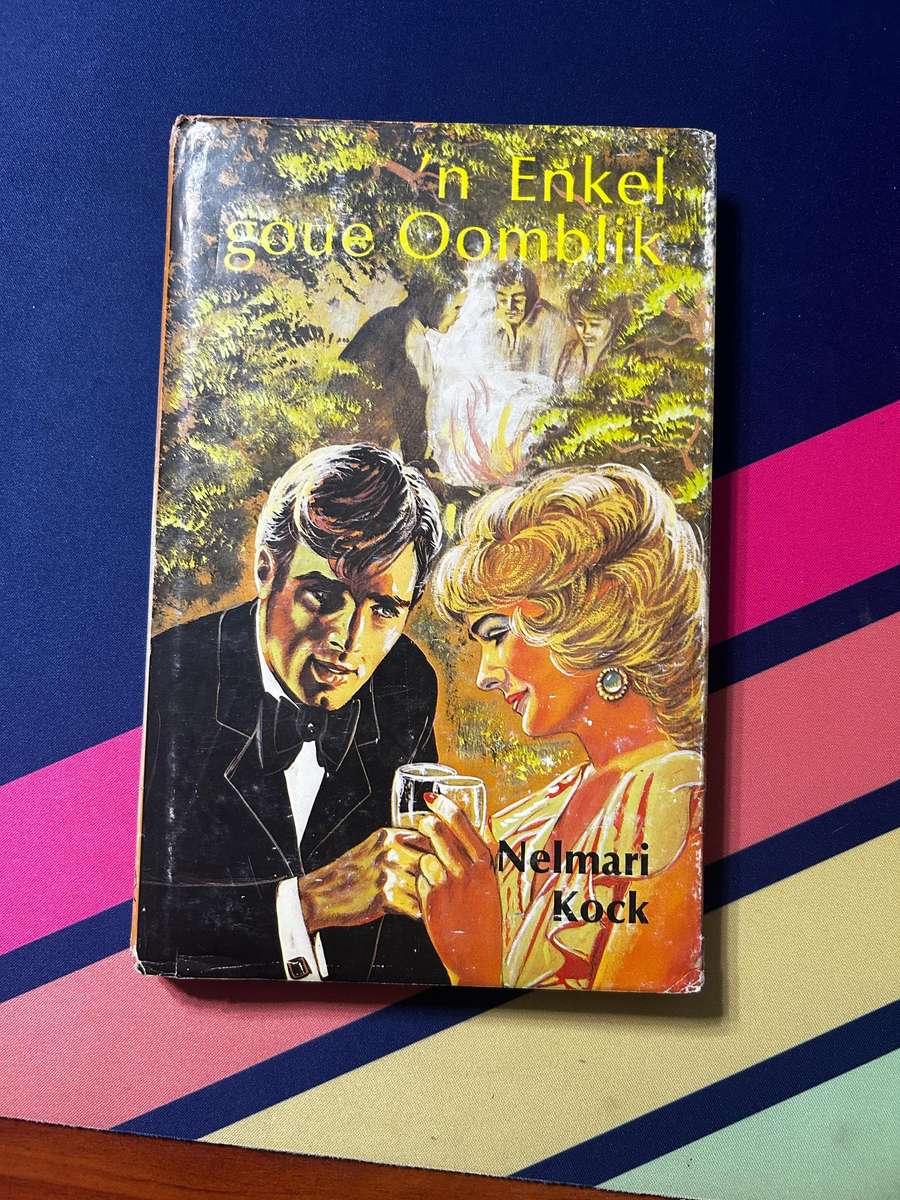 'n Enkel
goue Oomblik
Nelmari
Kock